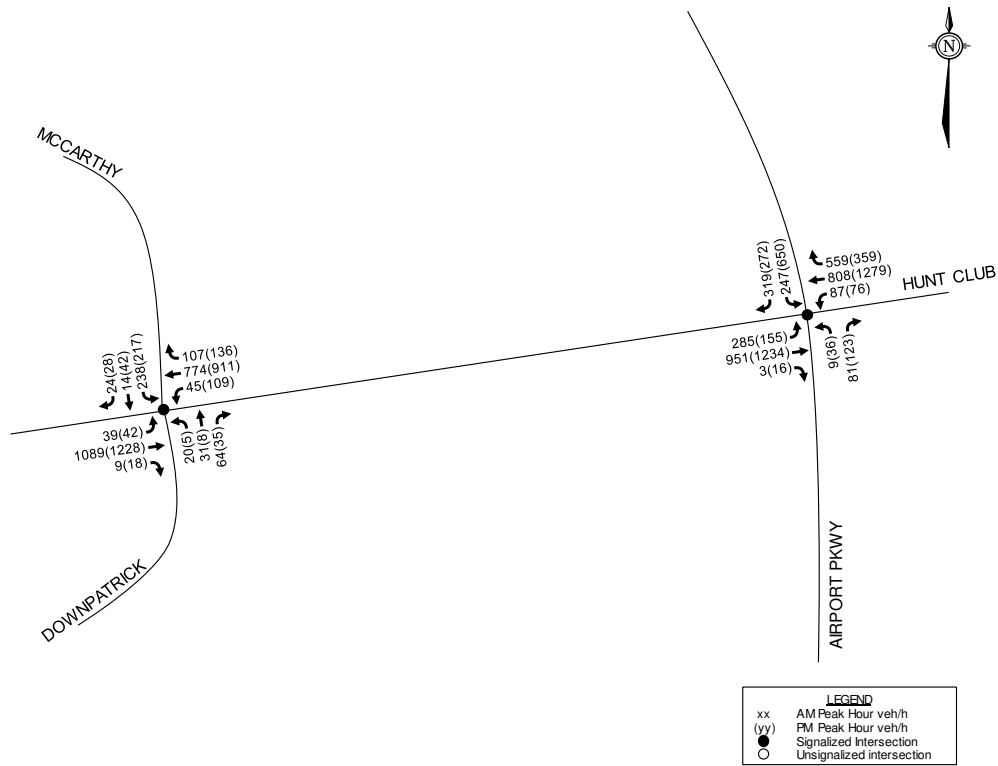 N
MCCARTHY
319(272)
247(650)
559(359)
808(1279)
87(76)
HUNT CLUB
285(155)
951(1234)
3(16)
9(36)
81(123)
24(28)
14(42)
238(217)
107(136)
774(911)
45(109)
39(42)
1089(1228)
9(18)
20(5)
31(8)
64(35)
DOWNPATRICK
AIRPORT PKWY
LEGEND
xx AM Peak Hour veh/h
(yy) PM Peak Hour veh/h
Signalized Intersection
Unsignalized intersection